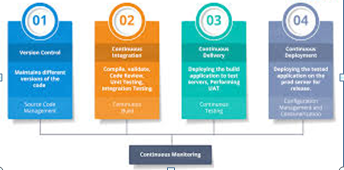 01
Version Control
Maintains different
versions of the
code
Source Code
Management
02
Continuous
Integration
Compile, validate,
Code Review,
Unit Testing,
Integration Testing
Continuous
Build
03
Continuous
Delivery
Deploying the build
application to test
servers, Performing
UAT
Continuous
Testing
04
Continuous
Deployment
Deploying the tested
application on the
prod server for
release.
Configuration
Management and
Containerization
Continuous Monitoring